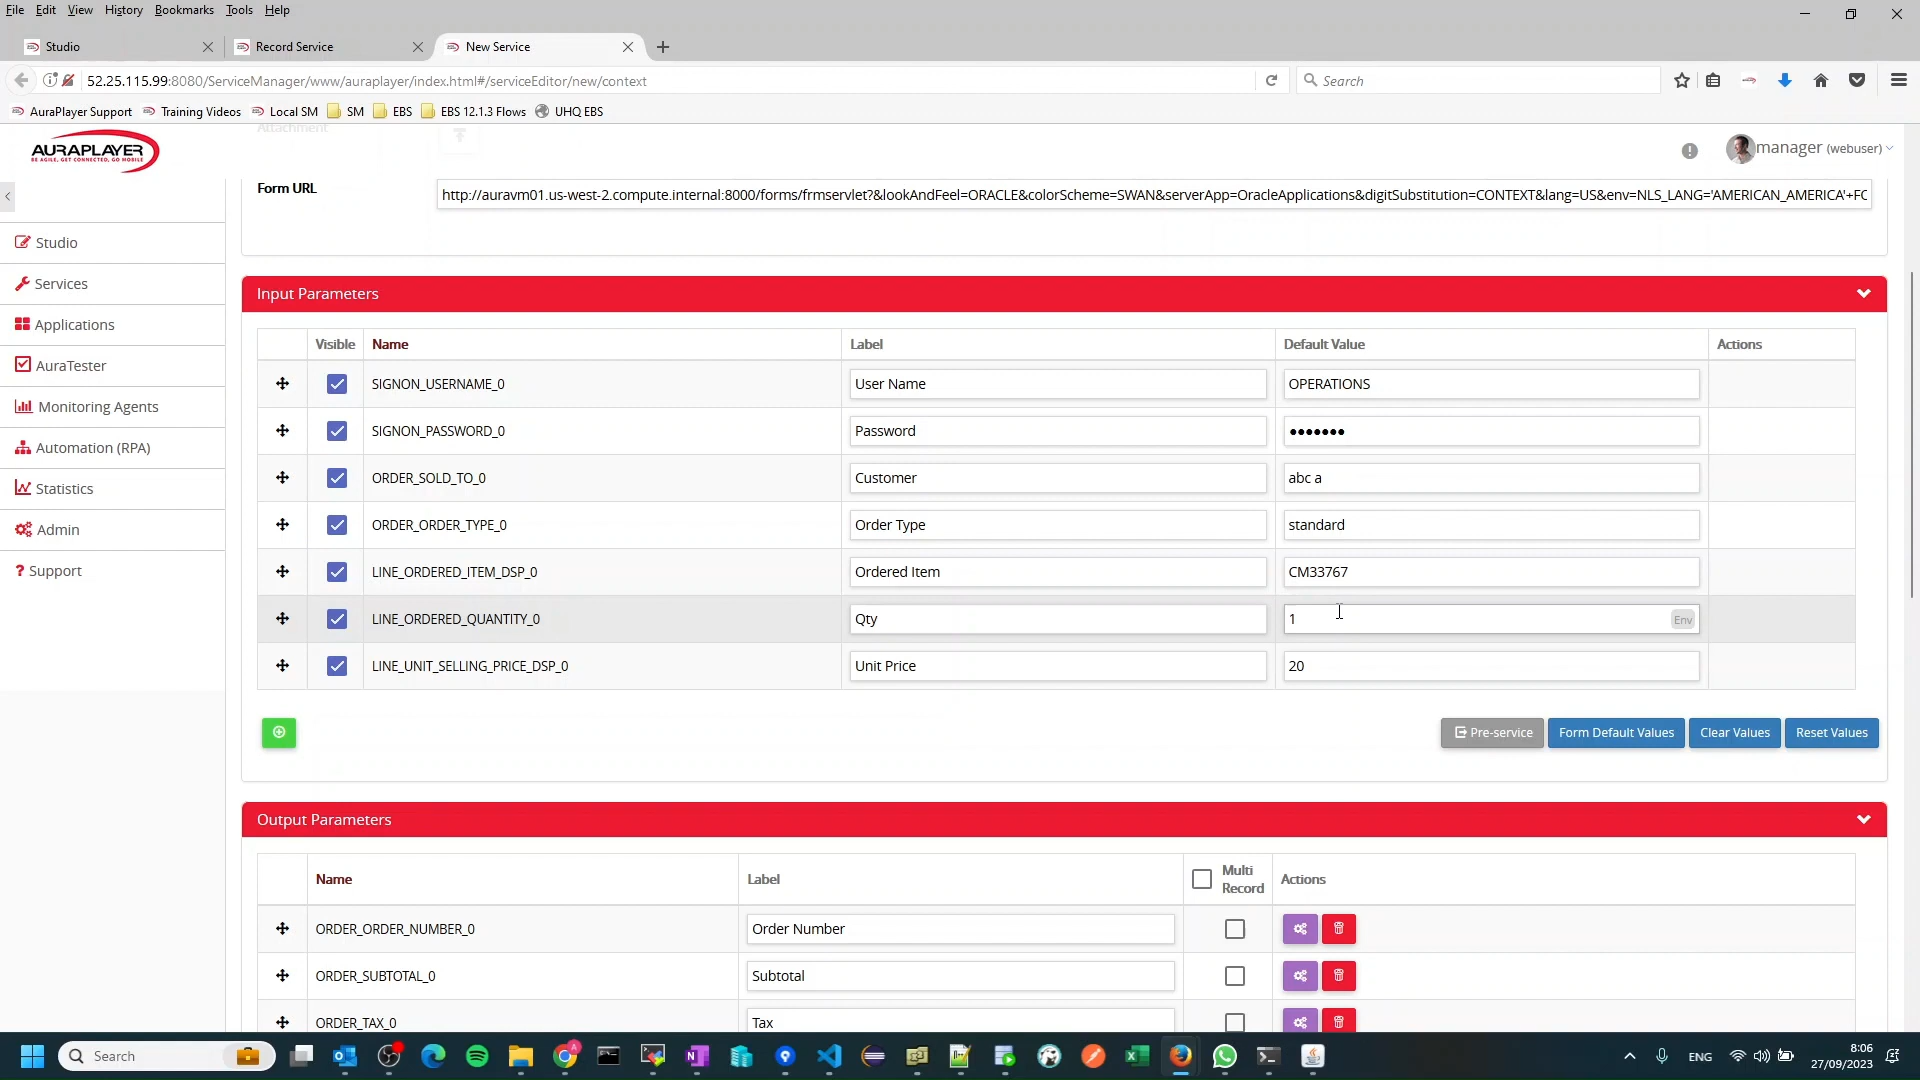 File Edit View History Bookmarks Tools Help
Studio
Record Service
New Service
52.25.115.99:8080/ServiceManager/www/auraplayer/index.html#/serviceEditor/new/context
Search
AuraPlayer Support Training Videos Local SM SM EBS EBS 12.1.3 Flows UHQ EBS
Attachment
AURAPLAYER
BE AGILE, GET CONNECTED, GO MOBILE
manager (webuser)
Form URL
http://auravm01.us-west-2.compute.internal:8000/forms/frmservlet?&lookAndFeel=ORACLE&colorScheme=SWAN&serverApp=OracleApplications&digitSubstitution=CONTEXT&lang=US&env=NLS_LANG='AMERICAN_AMERICA'+FC
Studio
Services
Applications
AuraTester
Monitoring Agents
Automation (RPA)
Statistics
Admin
Support
Input Parameters
Visible Name Label Default Value Actions
SIGNON_USERNAME_0 User Name OPERATIONS
SIGNON_PASSWORD_0 Password •••••••
ORDER_SOLD_TO_0 Customer abc a
ORDER_ORDER_TYPE_0 Order Type standard
LINE_ORDERED_ITEM_DSP_0 Ordered Item CM33767
LINE_ORDERED_QUANTITY_0 Qty 1 Env
LINE_UNIT_SELLING_PRICE_DSP_0 Unit Price 20
Pre-service Form Default Values Clear Values Reset Values
Output Parameters
Name Label Multi Record Actions
ORDER_ORDER_NUMBER_0 Order Number
ORDER_SUBTOTAL_0 Subtotal
ORDER_TAX_0 Tax
Search
ENG
8:06
27/09/2023